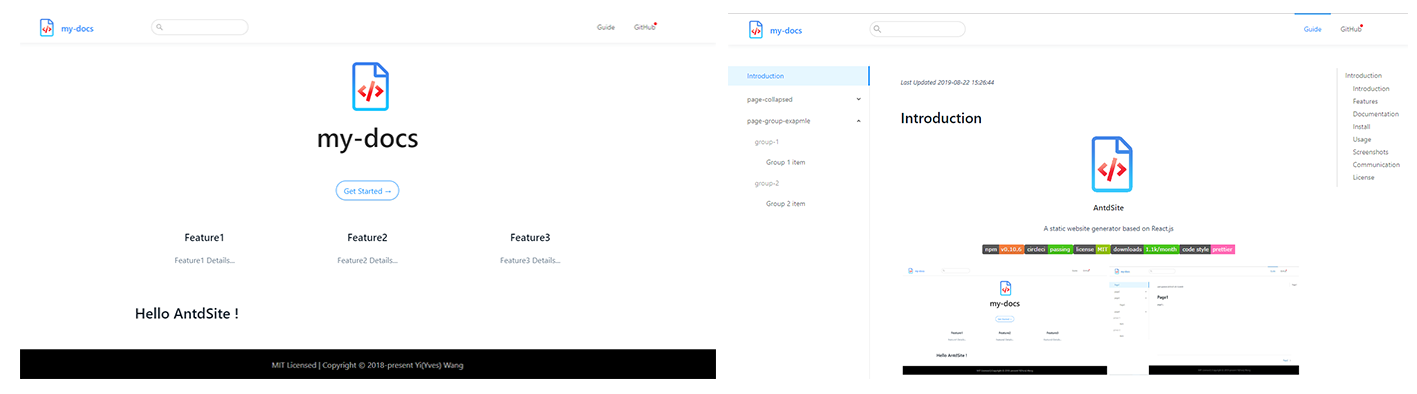 my-docs
Guide GitHub
my-docs
Get Started →
Feature1 Feature2 Feature3
Feature1 Details... Feature2 Details... Feature3 Details...
Hello AntdSite !
MIT Licensed | Copyright © 2018-present Yi(Yves) Wang
my-docs
Guide GitHub
Introduction
page-collapsed
page-group-exapmle
group-1
Group 1 item
group-2
Group 2 item
Last Updated 2019-08-22 15:26:44
Introduction
</>
AntdSite
A static website generator based on React.js
npm v0.10.6 circleci passing license MIT downloads 1.1k/month code style prettier
my-docs
Feature1 Feature2 Feature3
Hello AntdSite !
Page1
Introduction
Introduction
Features
Documentation
Install
Usage
Screenshots
Communication
License